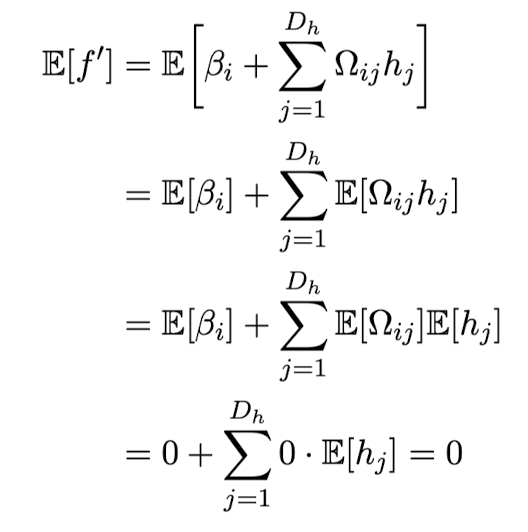 𝔼[f′] = 𝔼[β_i + ∑_{j=1}^{D_h} Ω_{ij}h_j]
= 𝔼[β_i] + ∑_{j=1}^{D_h} 𝔼[Ω_{ij}h_j]
= 𝔼[β_i] + ∑_{j=1}^{D_h} 𝔼[Ω_{ij}]𝔼[h_j]
= 0 + ∑_{j=1}^{D_h} 0 · 𝔼[h_j] = 0